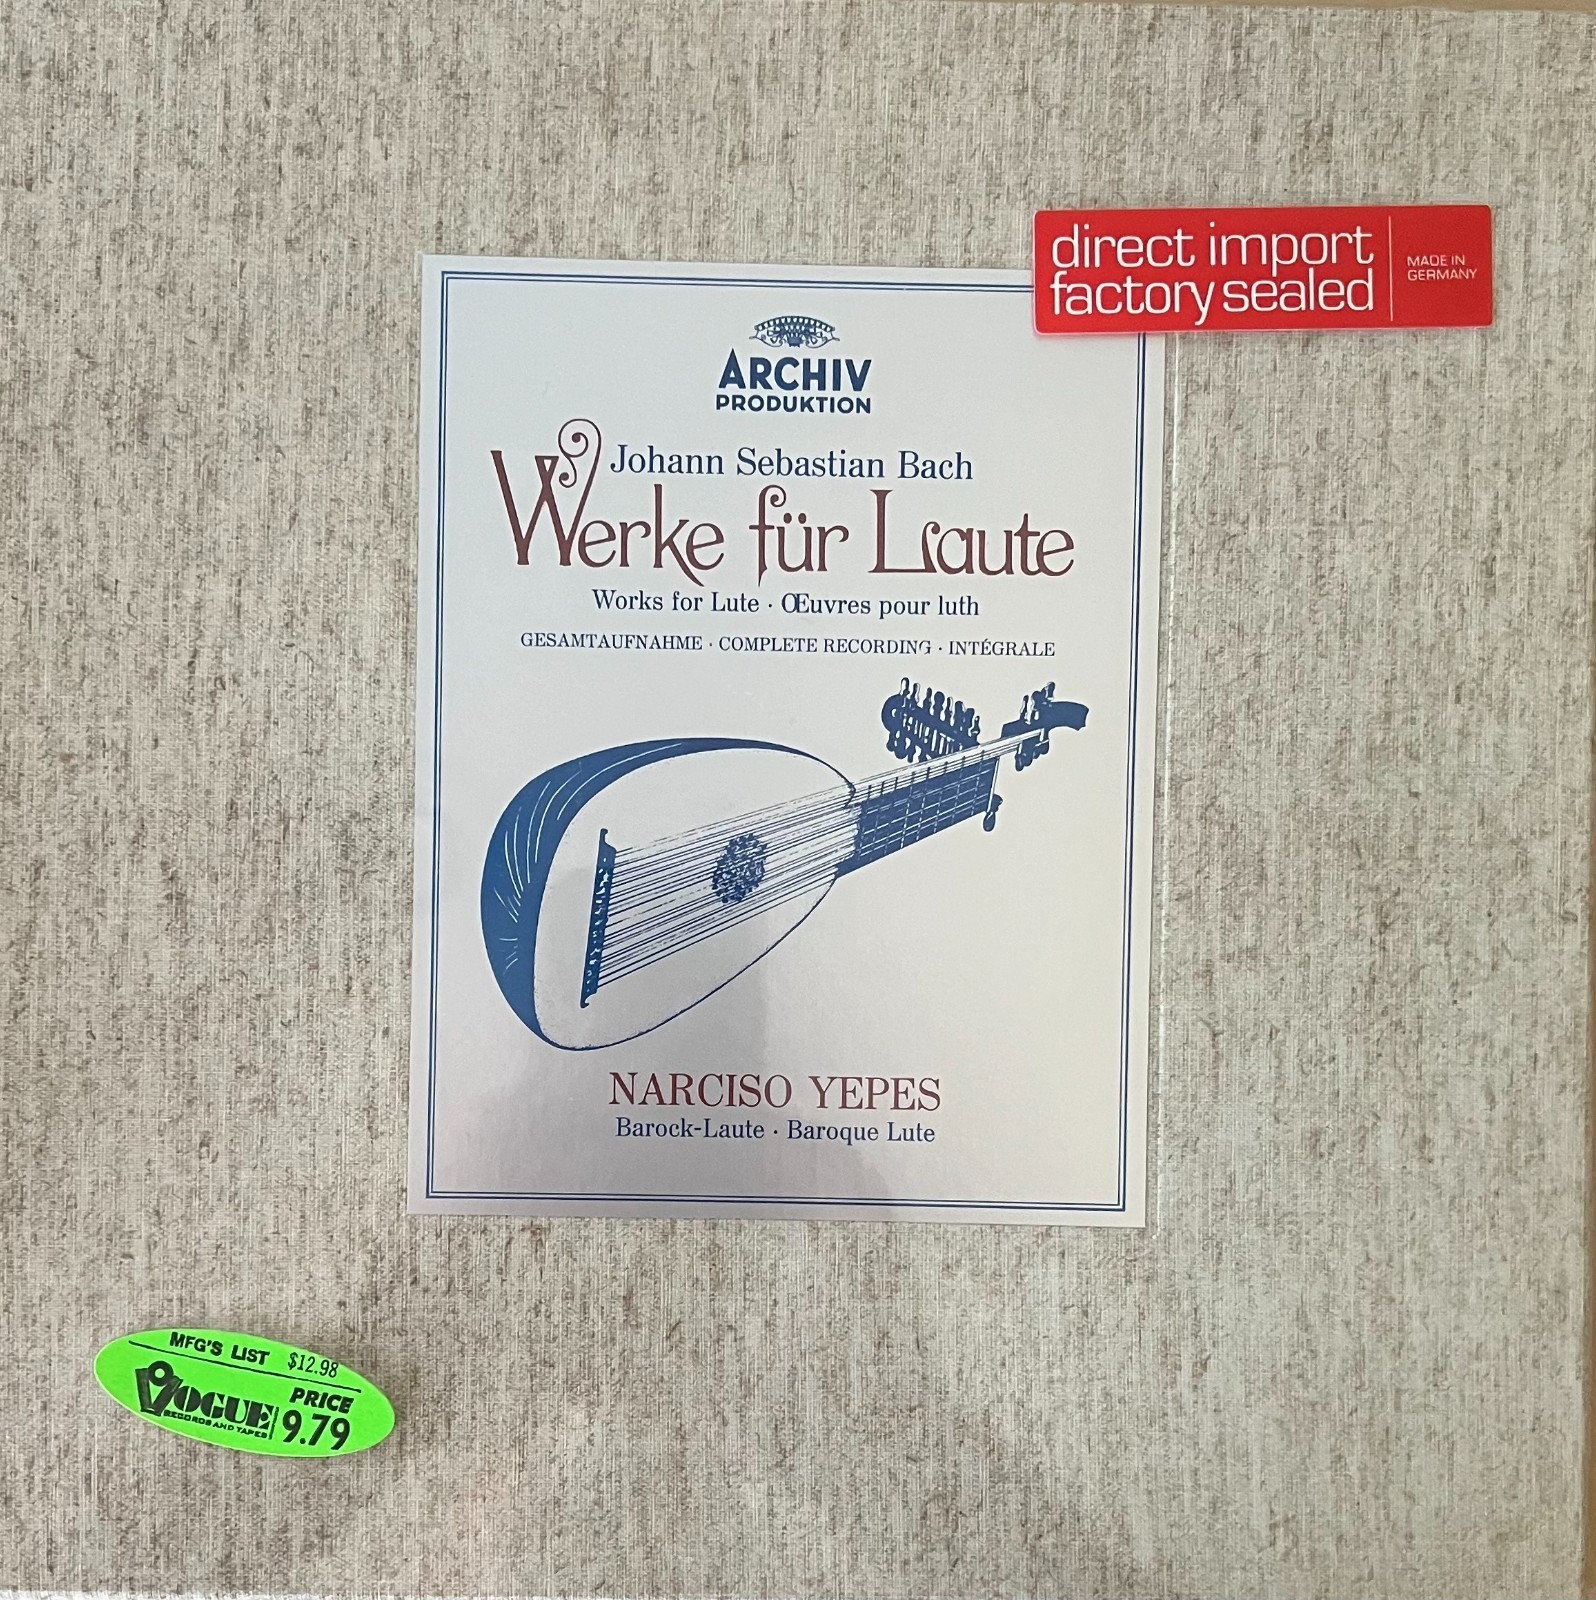 direct import
factory sealed
MADE IN
GERMANY
ARCHIV
PRODUKTION
Johann Sebastian Bach
Werke für Laute
Works for Lute · Œuvres pour luth
GESAMTAUFNAHME · COMPLETE RECORDING · INTÉGRALE
NARCISO YEPES
Barock-Laute · Baroque Lute
MFG'S LIST $12.98
VOGUE
RECORDS AND TAPES
PRICE
9.79